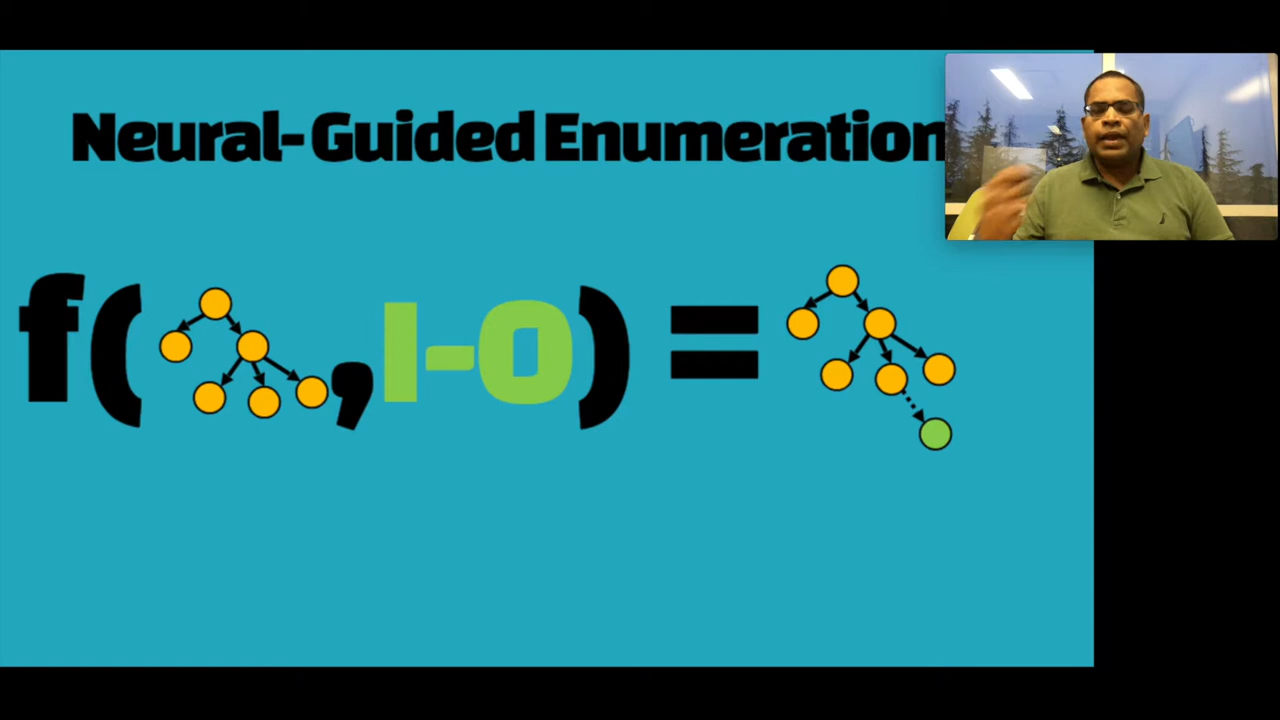 Neural-Guided Enumeration
f( , I-O) =